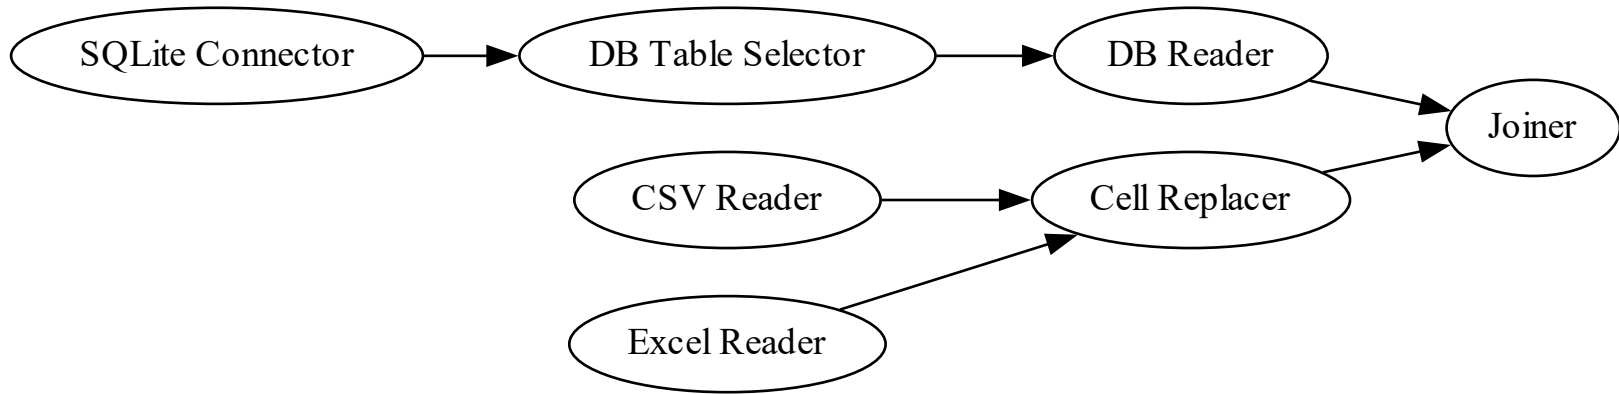 SQLite Connector
DB Table Selector
DB Reader
Joiner
CSV Reader
Cell Replacer
Excel Reader